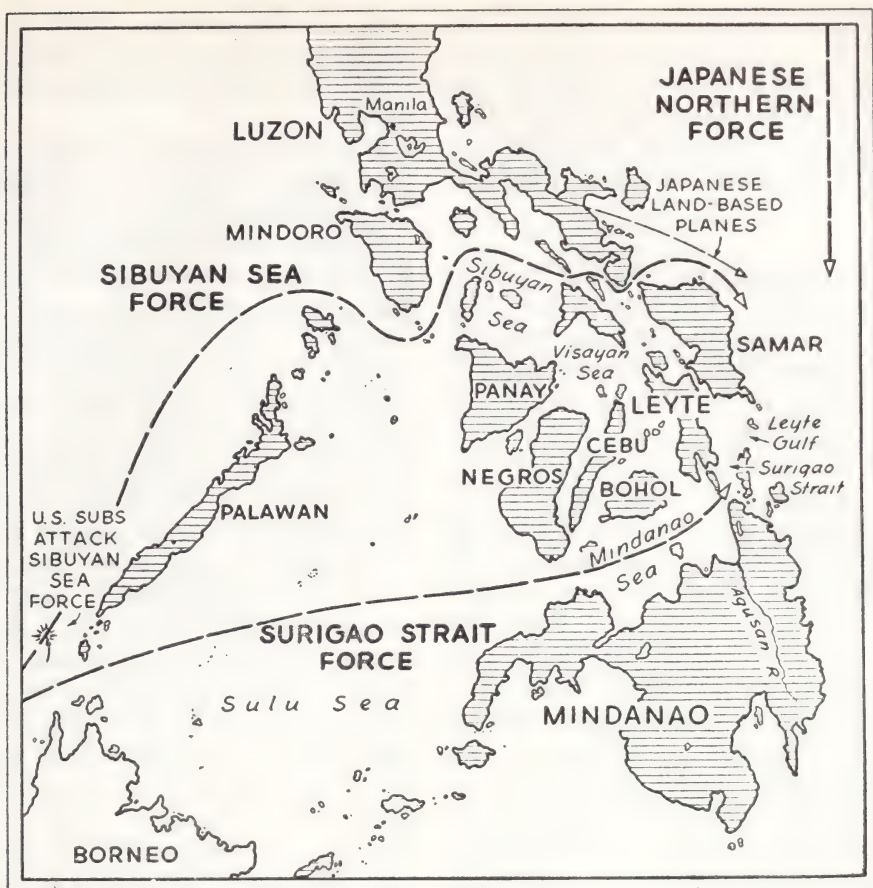 JAPANESE
NORTHERN
FORCE
Manila
LUZON
JAPANESE
LAND-BASED
PLANES
MINDORO
SIBUYAN SEA
FORCE
Sibuyan
Sea
SAMAR
Visayan
Sea
PANAY
LEYTE
Leyte
Gulf
CEBU
NEGROS
Surigao
Strait
BOHOL
PALAWAN
U.S. SUBS
ATTACK
SIBUYAN
SEA
FORCE
Mindanao
Sea
Agusan R
SURIGAO STRAIT
FORCE
Sulu Sea
MINDANAO
BORNEO